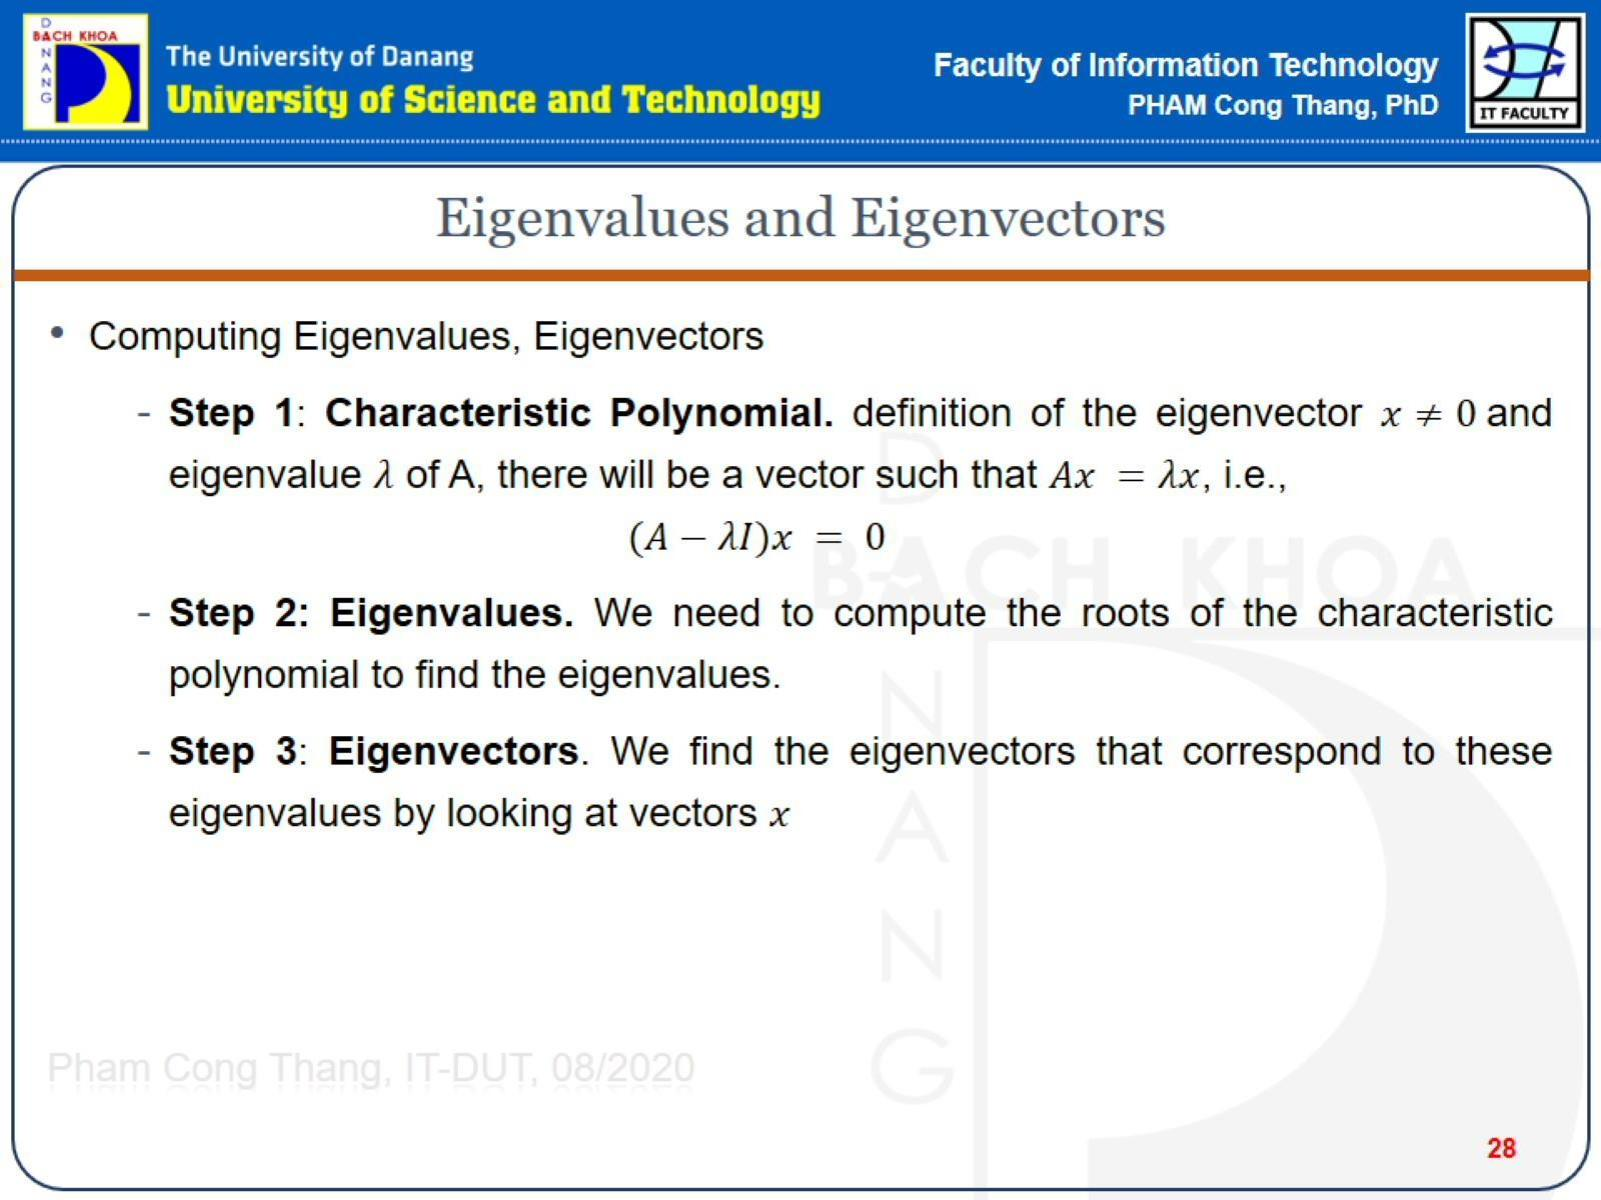 D
BACH KHOA
N
A
N
G
The University of Danang
University of Science and Technology
Faculty of Information Technology
PHAM Cong Thang, PhD
IT FACULTY
Eigenvalues and Eigenvectors
• Computing Eigenvalues, Eigenvectors
- Step 1: Characteristic Polynomial. definition of the eigenvector x ≠ 0 and
eigenvalue λ of A, there will be a vector such that Ax = λx, i.e.,
(A − λI)x = 0
- Step 2: Eigenvalues. We need to compute the roots of the characteristic
polynomial to find the eigenvalues.
- Step 3: Eigenvectors. We find the eigenvectors that correspond to these
eigenvalues by looking at vectors x
D
BACH KHOA
N
A
N
G
Pham Cong Thang, IT-DUT, 08/2020
28